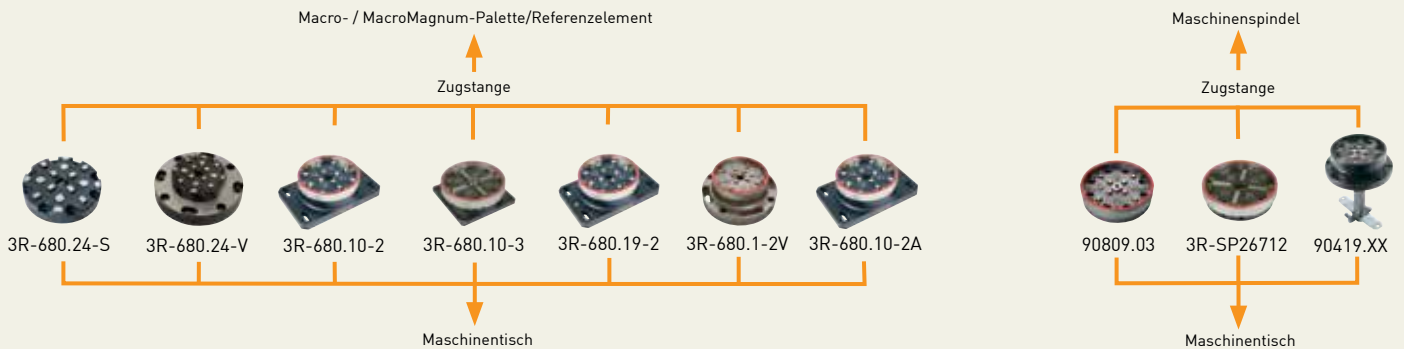 Macro- / MacroMagnum-Palette/Referenzelement
Zugstange
3R-680.24-S
3R-680.24-V
3R-680.10-2
3R-680.10-3
3R-680.19-2
3R-680.1-2V
3R-680.10-2A
Maschinentisch
Maschinenspindel
Zugstange
90809.03
3R-SP26712
90419.XX
Maschinentisch